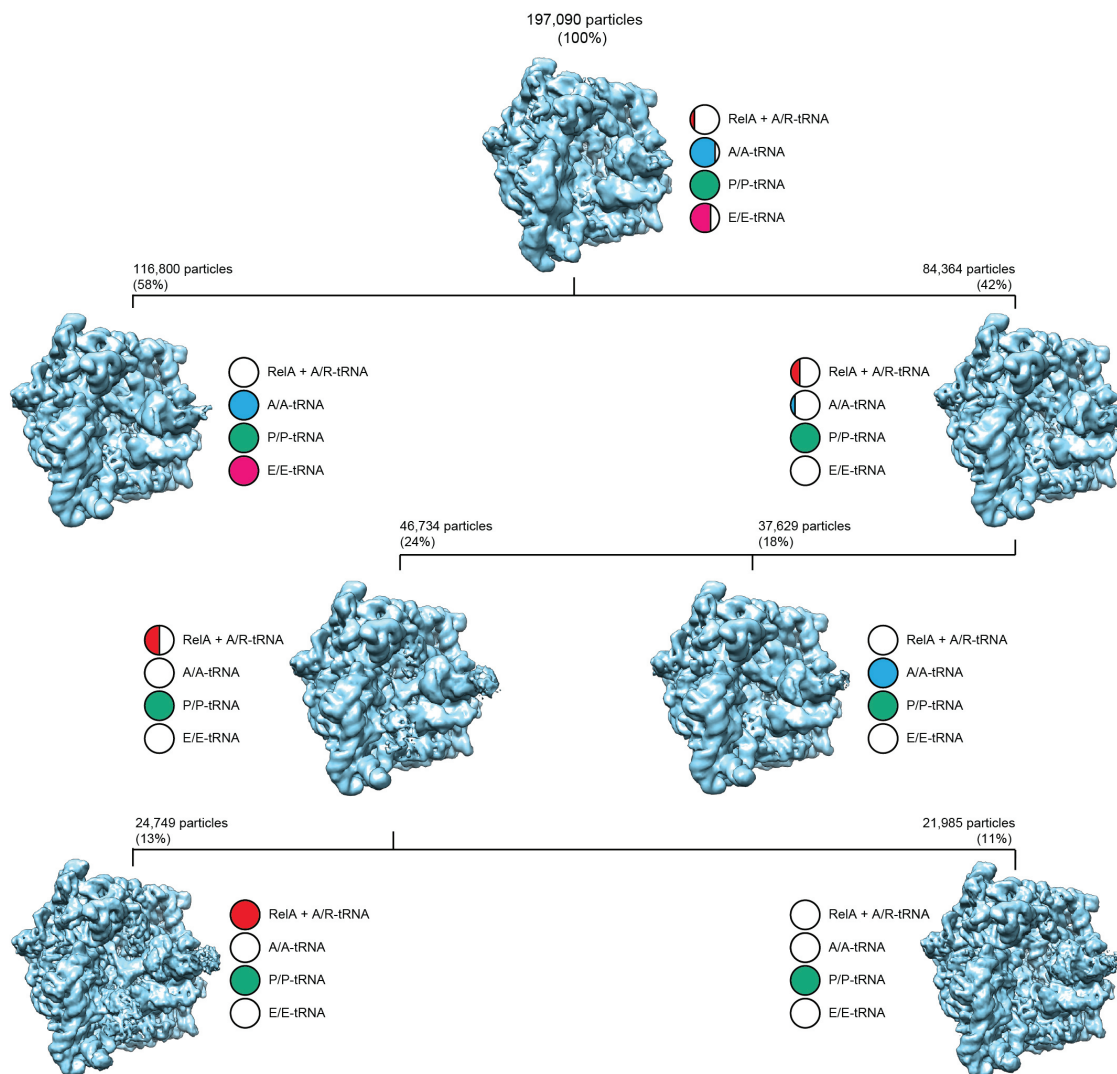 197,090 particles
(100%)
RelA + A/R-tRNA
A/A-tRNA
P/P-tRNA
E/E-tRNA
116,800 particles
(58%)
84,364 particles
(42%)
RelA + A/R-tRNA
A/A-tRNA
P/P-tRNA
E/E-tRNA
RelA + A/R-tRNA
A/A-tRNA
P/P-tRNA
E/E-tRNA
46,734 particles
(24%)
37,629 particles
(18%)
RelA + A/R-tRNA
A/A-tRNA
P/P-tRNA
E/E-tRNA
RelA + A/R-tRNA
A/A-tRNA
P/P-tRNA
E/E-tRNA
24,749 particles
(13%)
21,985 particles
(11%)
RelA + A/R-tRNA
A/A-tRNA
P/P-tRNA
E/E-tRNA
RelA + A/R-tRNA
A/A-tRNA
P/P-tRNA
E/E-tRNA